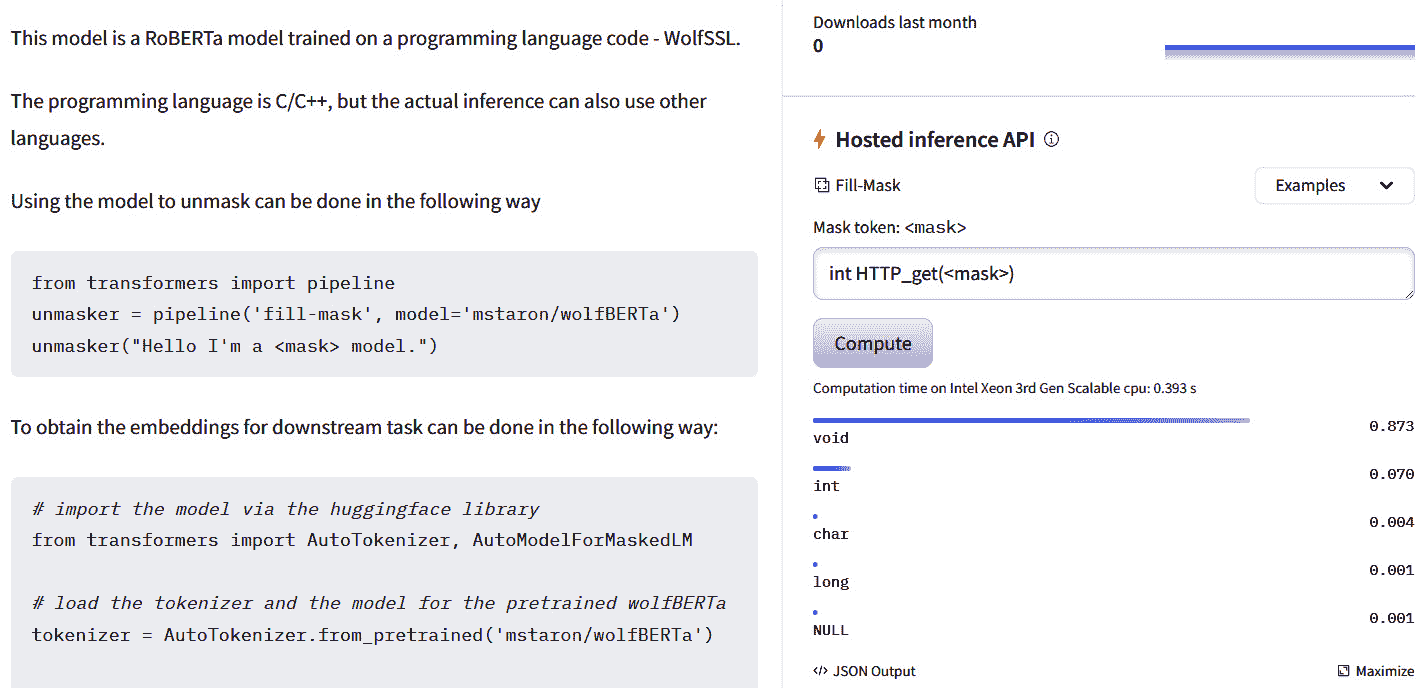 This model is a RoBERTa model trained on a programming language code - WolfSSL.
The programming language is C/C++, but the actual inference can also use other
languages.
Using the model to unmask can be done in the following way
from transformers import pipeline
unmasker = pipeline('fill-mask', model='mstaron/wolfBERTa')
unmasker("Hello I'm a <mask> model.")
To obtain the embeddings for downstream task can be done in the following way:
# import the model via the huggingface library
from transformers import AutoTokenizer, AutoModelForMaskedLM
# load the tokenizer and the model for the pretrained wolfBERTa
tokenizer = AutoTokenizer.from_pretrained('mstaron/wolfBERTa')
Downloads last month
0
Hosted inference API
Fill-Mask
Examples
Mask token: <mask>
int HTTP_get(<mask>)
Compute
Computation time on Intel Xeon 3rd Gen Scalable cpu: 0.393 s
void 0.873
int 0.070
char 0.004
long 0.001
NULL 0.001
</> JSON Output
Maximize